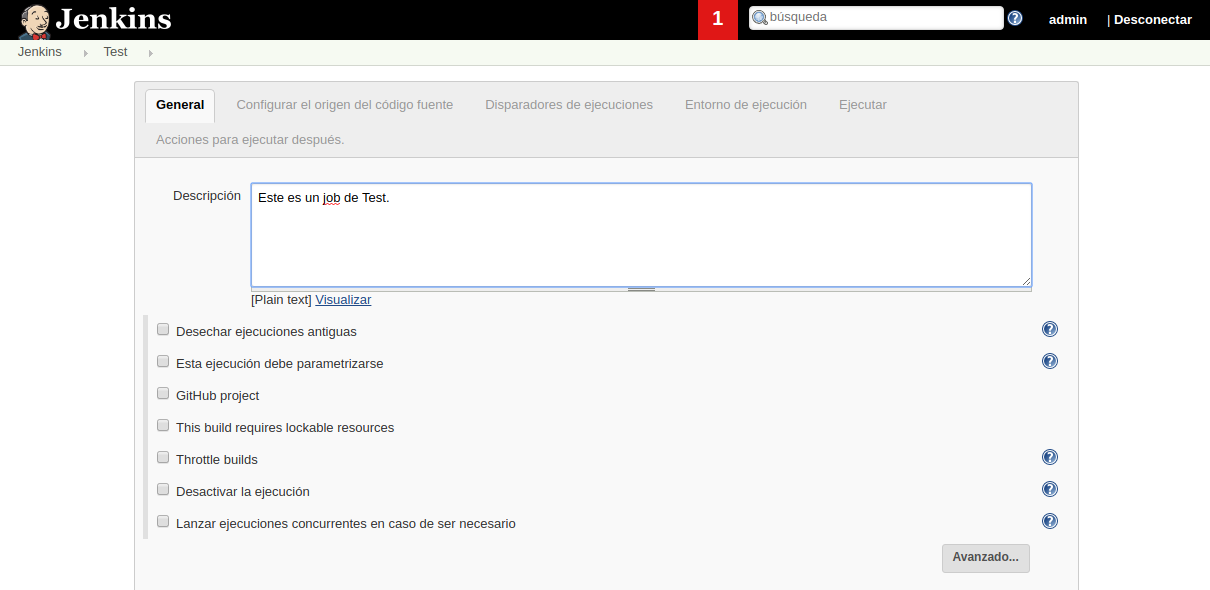 Jenkins
1
búsqueda
admin
| Desconectar
Jenkins
Test
General
Configurar el origen del código fuente
Disparadores de ejecuciones
Entorno de ejecución
Ejecutar
Acciones para ejecutar después.
Descripción
Este es un job de Test.
[Plain text] Visualizar
Desechar ejecuciones antiguas
Esta ejecución debe parametrizarse
GitHub project
This build requires lockable resources
Throttle builds
Desactivar la ejecución
Lanzar ejecuciones concurrentes en caso de ser necesario
Avanzado...